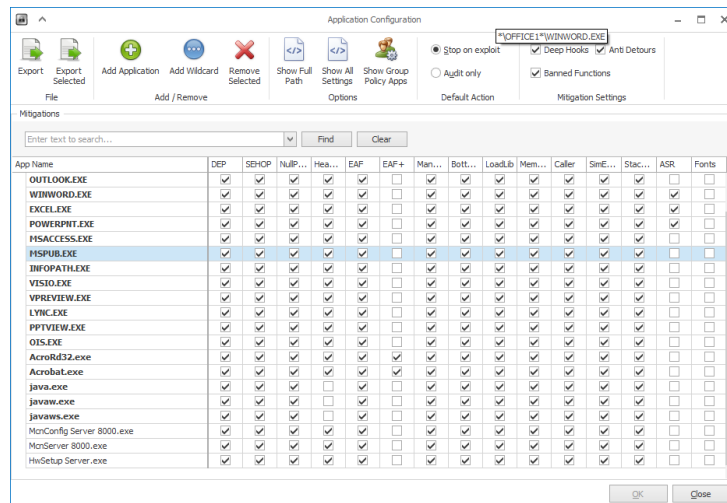 Application Configuration
*\OFFICE1*\WINWORD.EXE
Export
Export Selected
Add Application
Add Wildcard
Remove Selected
Show Full Path
Show All Settings
Show Group Policy Apps
Stop on exploit
Audit only
Deep Hooks
Anti Detours
Banned Functions
File
Add / Remove
Options
Default Action
Mitigation Settings
Mitigations
Enter text to search...
Find
Clear
App Name DEP SEHOP NullP... Hea... EAF EAF+ Man... Bott... LoadLib Mem... Caller SimE... Stac... ASR Fonts
OUTLOOK.EXE
WINWORD.EXE
EXCEL.EXE
POWERPNT.EXE
MSACCESS.EXE
MSPUB.EXE
INFOPATH.EXE
VISIO.EXE
VPREVIEW.EXE
LYNC.EXE
PPTVIEW.EXE
OIS.EXE
AcroRd32.exe
Acrobat.exe
java.exe
javaw.exe
javaws.exe
McnConfig Server 8000.exe
McnServer 8000.exe
HwSetup Server.exe
OK
Close